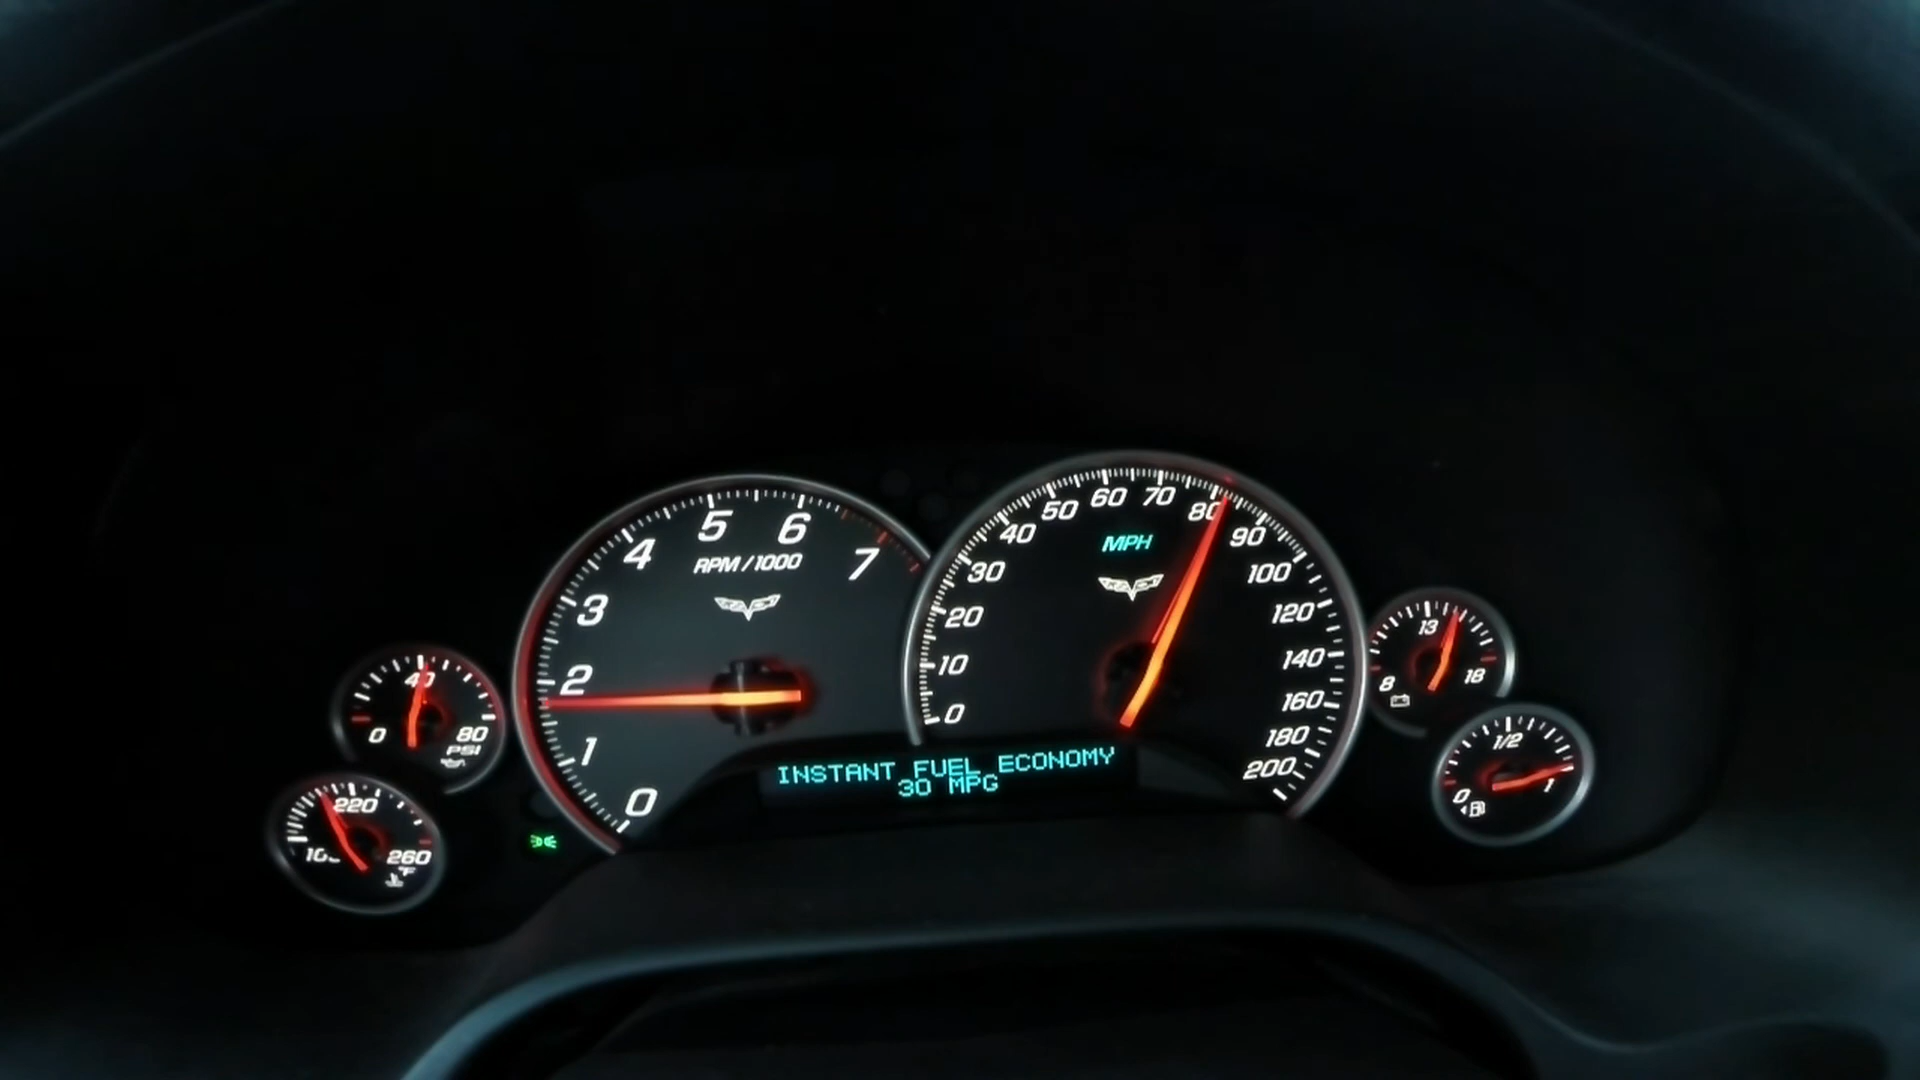 0 1 2 3 4 5 6 7
RPM/1000
0 10 20 30 40 50 60 70 80 90 100 120 140 160 180 200
MPH
INSTANT FUEL ECONOMY
30 MPG
0 40 80
PSI
220 260
°F
8 13 18
0 1/2 1